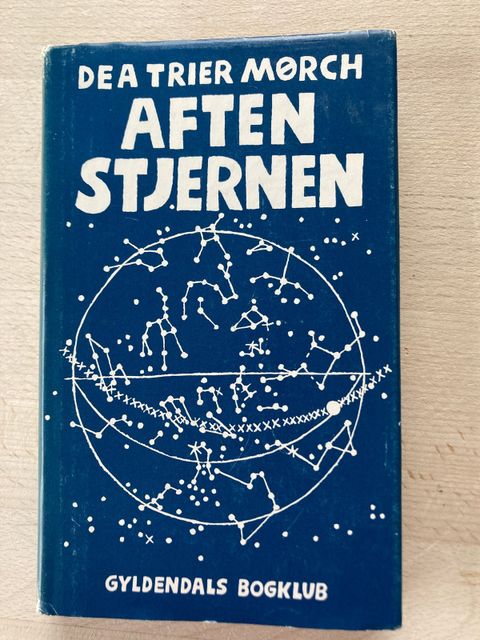 DEA TRIER MØRCH
AFTEN
STJERNEN
GYLDENDALS BOGKLUB